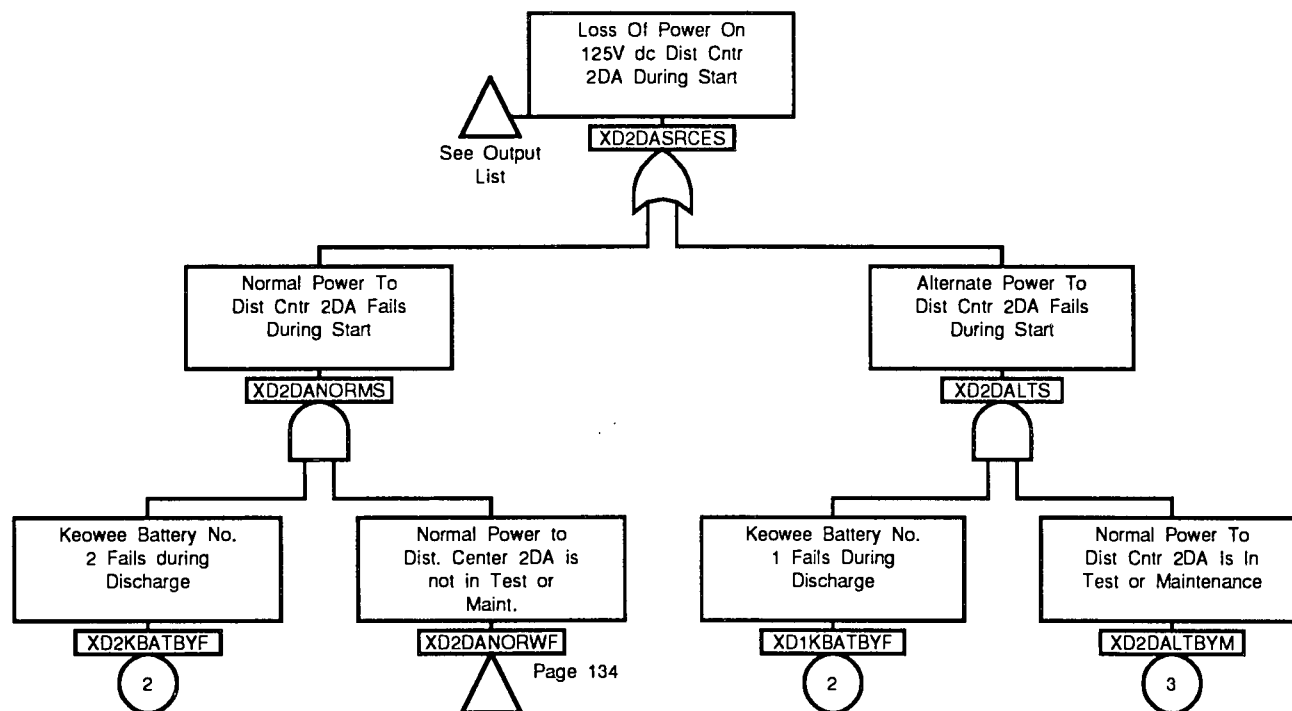 Loss Of Power On
125V dc Dist Cntr
2DA During Start
See Output
List
XD2DASRCES
Normal Power To
Dist Cntr 2DA Fails
During Start
XD2DANORMS
Alternate Power To
Dist Cntr 2DA Fails
During Start
XD2DALTS
Keowee Battery No.
2 Fails during
Discharge
XD2KBATBYF
2
Normal Power to
Dist. Center 2DA is
not in Test or
Maint.
XD2DANORWF
Page 134
Keowee Battery No.
1 Fails During
Discharge
XD1KBATBYF
2
Normal Power To
Dist Cntr 2DA Is In
Test or Maintenance
XD2DALTBYM
3